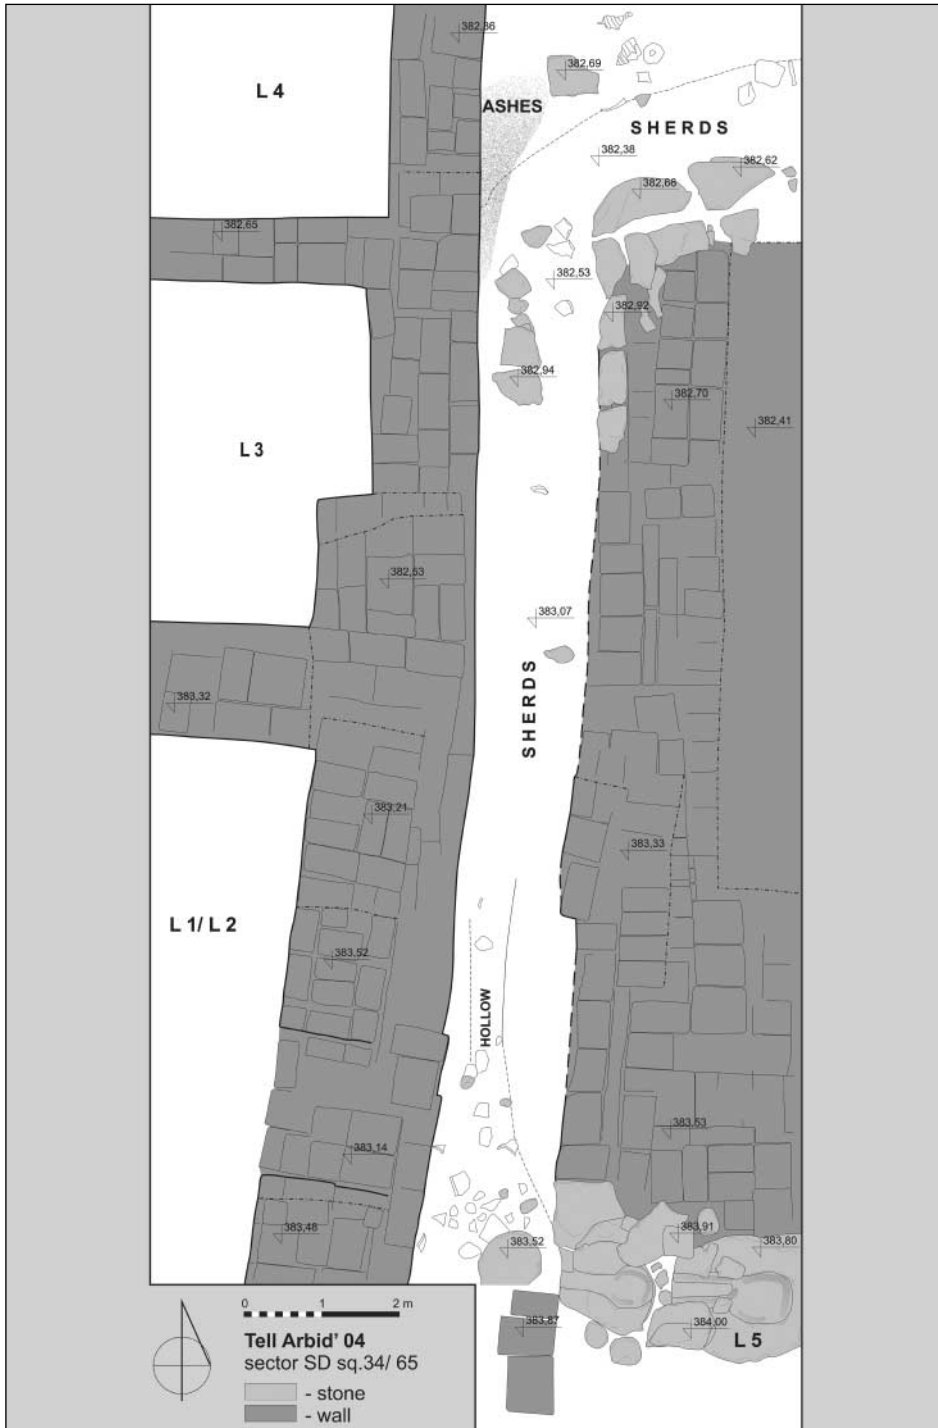 382,36
382,69
L 4
ASHES
SHERDS
382,38
382,62
382,66
382,65
382,53
382,92
382,94
382,70
382,41
L 3
382,53
383,07
SHERDS
383,32
383,21
383,33
L 1/ L 2
383,52
HOLLOW
383,53
383,14
383,48
383,91
383,52
383,80
383,87
384,00
L 5
0 1 2 m
Tell Arbid' 04
sector SD sq.34/ 65
- stone
- wall